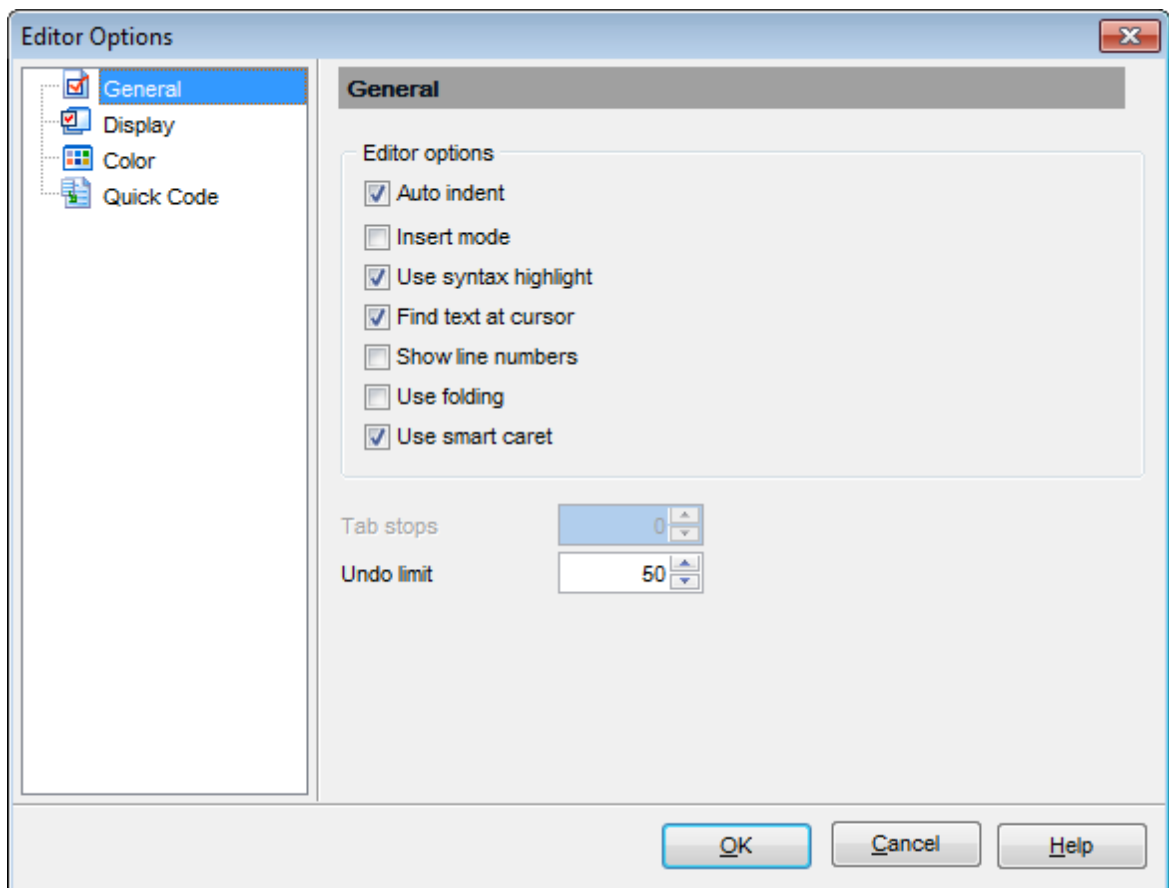 Editor Options
General
Display
Color
Quick Code
General
Editor options
Auto indent
Insert mode
Use syntax highlight
Find text at cursor
Show line numbers
Use folding
Use smart caret
Tab stops 0
Undo limit 50
OK Cancel Help